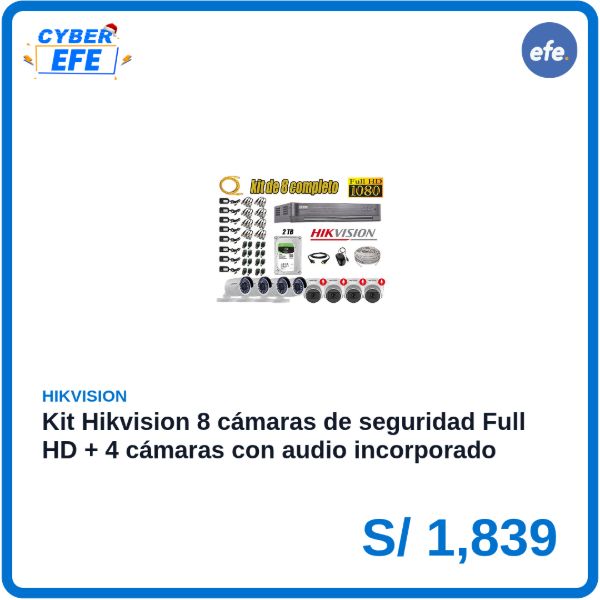 CYBER
EFE
efe.
kit de 8 completo
Full HD
1080
2 TB
HIKVISION
HIKVISION
Kit Hikvision 8 cámaras de seguridad Full
HD + 4 cámaras con audio incorporado
S/ 1,839